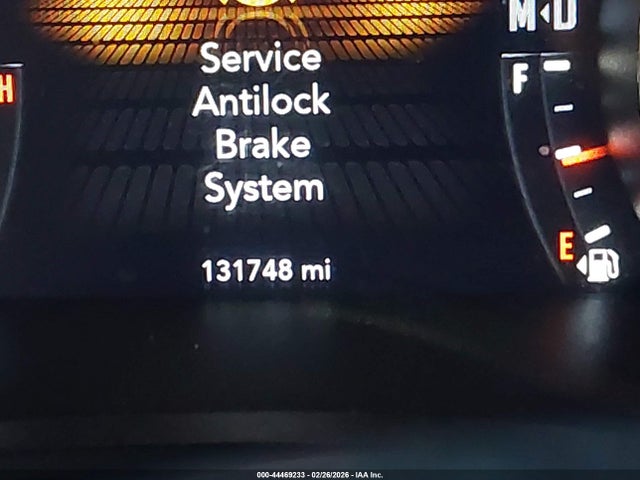 M◂D
Service
F
H
Antilock
Brake
System
E
131748 mi
000-44469233 - 02/26/2026 - IAA Inc.